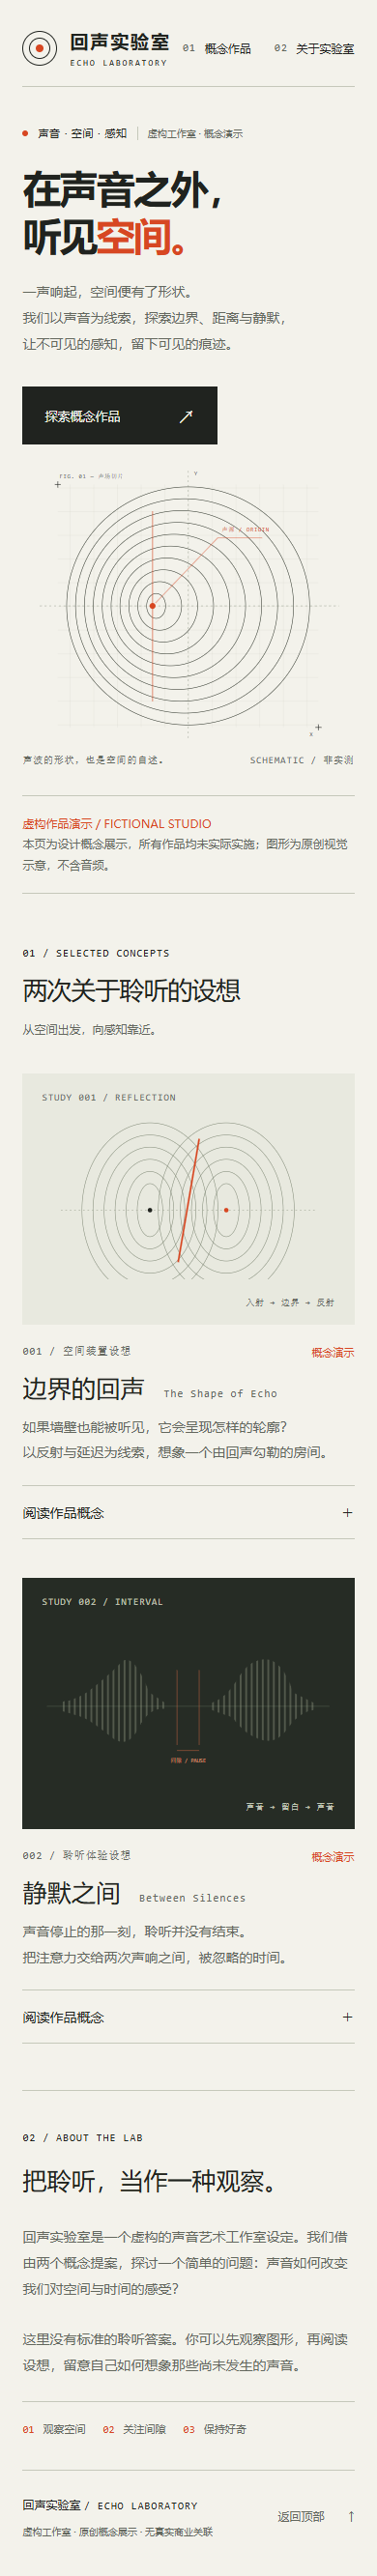 回声实验室
ECHO LABORATORY
01 概念作品
02 关于实验室
声音 · 空间 · 感知
虚构工作室 · 概念演示
在声音之外，
听见空间。
一声响起，空间便有了形状。
我们以声音为线索，探索边界、距离与静默，
让不可见的感知，留下可见的痕迹。
探索概念作品 ↗
FIG. 01 — 声场切片
Y
声源 / ORIGIN
X
声波的形状，也是空间的自述。
SCHEMATIC / 非实测
虚构作品演示 / FICTIONAL STUDIO
本页为设计概念展示，所有作品均未实际实施；图形为原创视觉
示意，不含音频。
01 / SELECTED CONCEPTS
两次关于聆听的设想
从空间出发，向感知靠近。
STUDY 001 / REFLECTION
入射 → 边界 → 反射
001 / 空间装置设想
概念演示
边界的回声 The Shape of Echo
如果墙壁也能被听见，它会呈现怎样的轮廓？
以反射与延迟为线索，想象一个由回声勾勒的房间。
阅读作品概念 +
STUDY 002 / INTERVAL
间隙 / PAUSE
声音 → 留白 → 声音
002 / 聆听体验设想
概念演示
静默之间 Between Silences
声音停止的那一刻，聆听并没有结束。
把注意力交给两次声响之间，被忽略的时间。
阅读作品概念 +
02 / ABOUT THE LAB
把聆听，当作一种观察。
回声实验室是一个虚构的声音艺术工作室设定。我们借
由两个概念提案，探讨一个简单的问题：声音如何改变
我们对空间与时间的感受？
这里没有标准的聆听答案。你可以先观察图形，再阅读
设想，留意自己如何想象那些尚未发生的声音。
01 观察空间 02 关注间隙 03 保持好奇
回声实验室 / ECHO LABORATORY
虚构工作室 · 原创概念展示 · 无真实商业关联
返回顶部 ↑